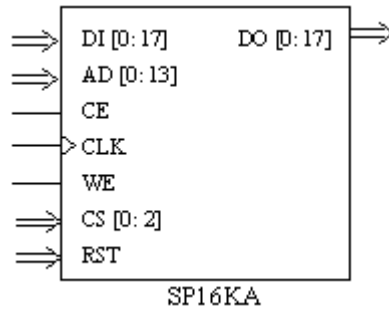 DI [0:17] DO [0:17]
AD [0:13]
CE
CLK
WE
CS [0:2]
RST
SP16KA